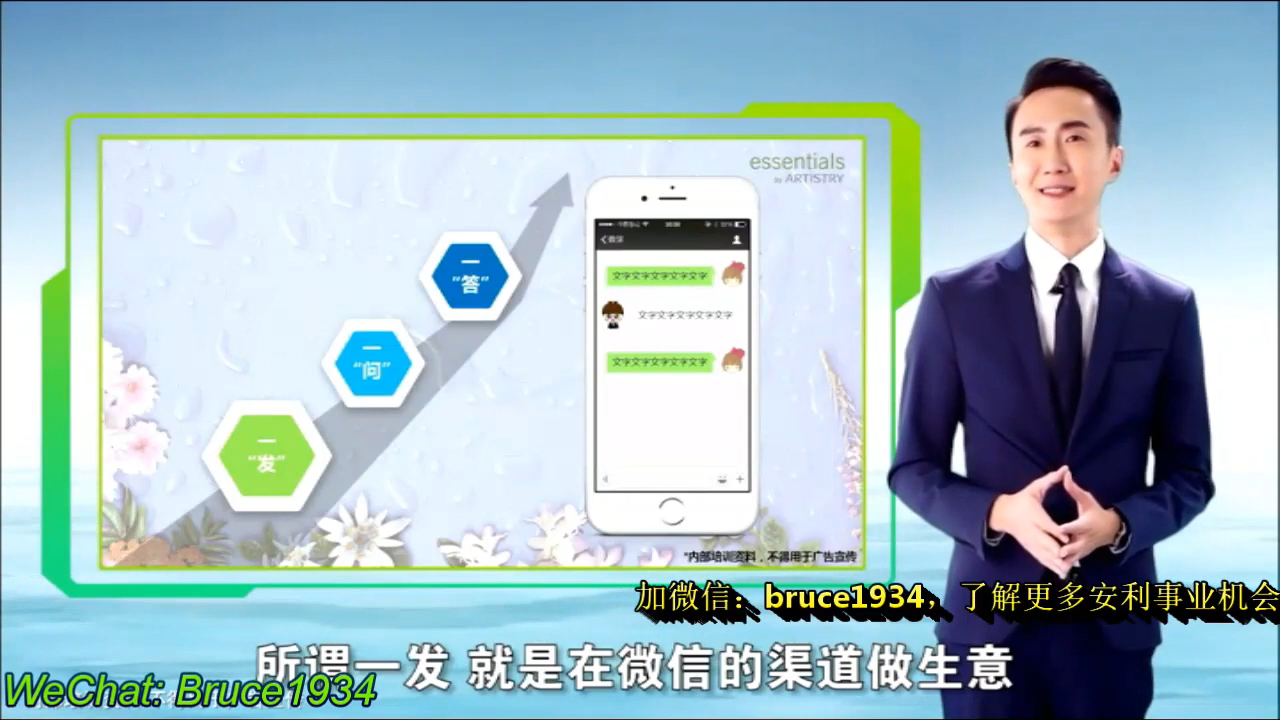 essentials
by ARTISTRY
一
“答”
一
“问”
一
“发”
文字文字文字文字文字
文字文字文字文字文字
文字文字文字文字文字
*内部培训资料，不得用于广告宣传
加微信：bruce1934，了解更多安利事业机会
所谓一发 就是在微信的渠道做生意
WeChat: Bruce1934